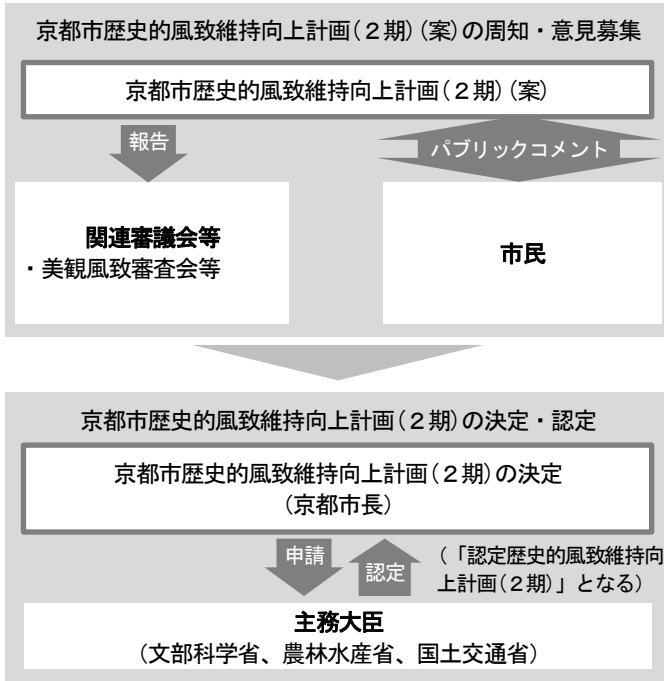 京都市歴史的風致維持向上計画(2期)(案)の周知・意見募集
京都市歴史的風致維持向上計画(2期)(案)
報告
パブリックコメント
関連審議会等
・美観風致審査会等
市民
京都市歴史的風致維持向上計画(2期)の決定・認定
京都市歴史的風致維持向上計画(2期)の決定
(京都市長)
申請
認定
(「認定歴史的風致維持向
上計画(2期)」となる)
主務大臣
(文部科学省、農林水産省、国土交通省)